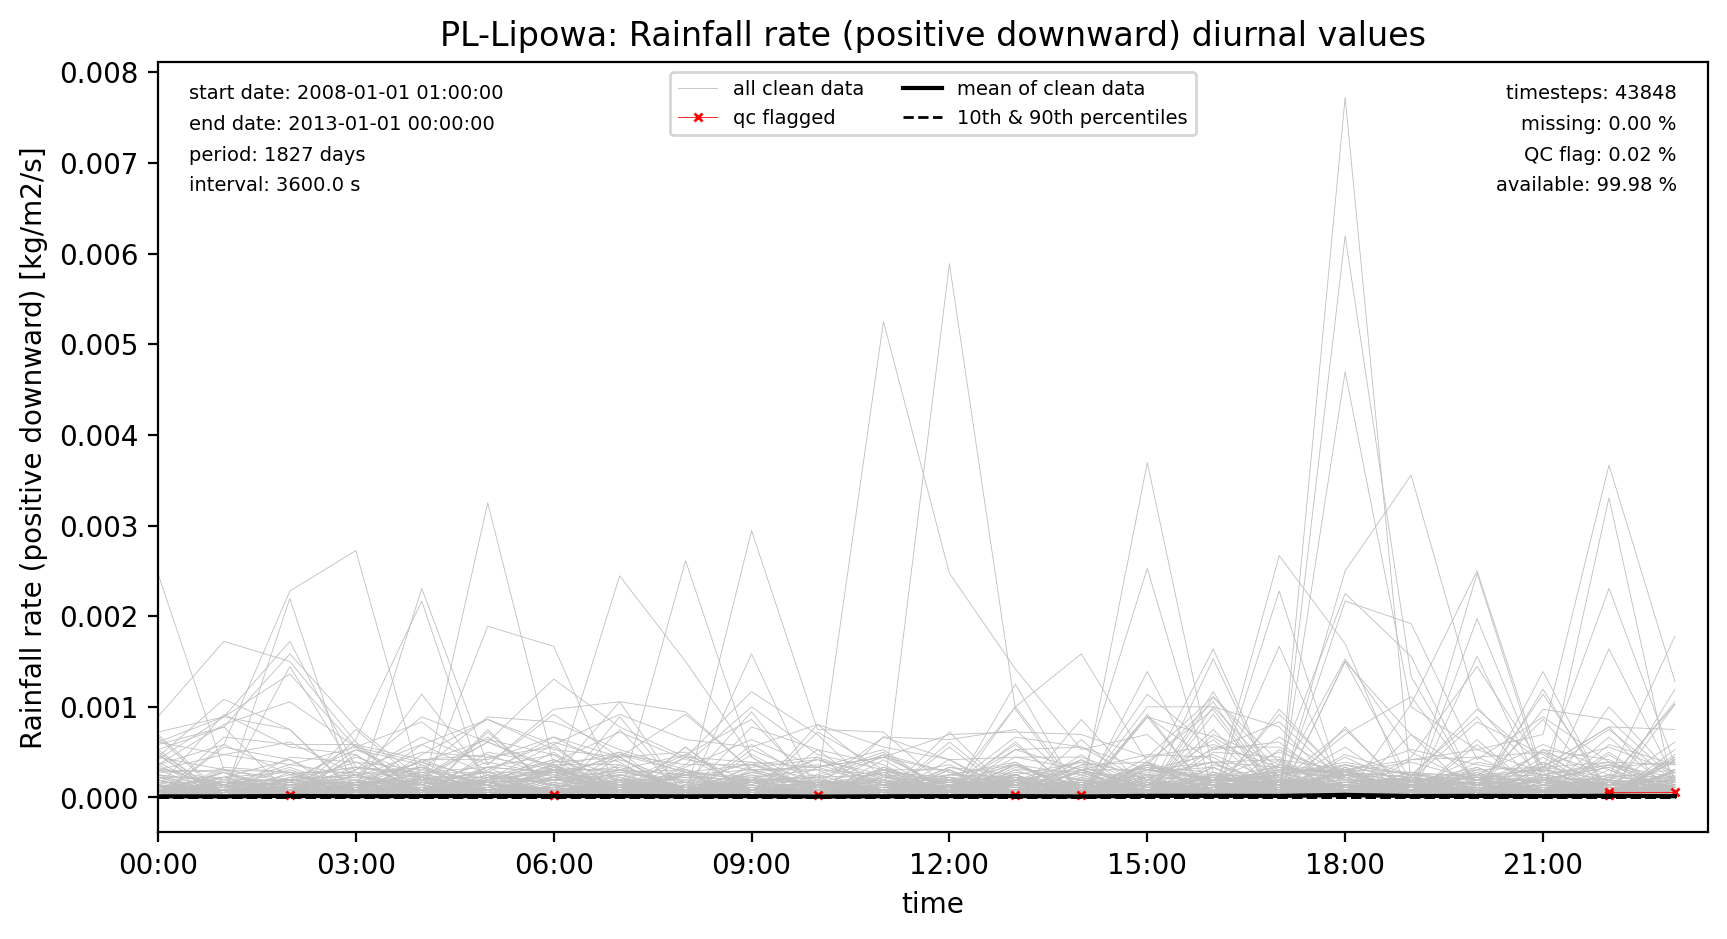 PL-Lipowa: Rainfall rate (positive downward) diurnal values
start date: 2008-01-01 01:00:00
end date: 2013-01-01 00:00:00
period: 1827 days
interval: 3600.0 s
all clean data
qc flagged
mean of clean data
10th & 90th percentiles
timesteps: 43848
missing: 0.00 %
QC flag: 0.02 %
available: 99.98 %
Rainfall rate (positive downward) [kg/m2/s]
0.008
0.007
0.006
0.005
0.004
0.003
0.002
0.001
0.000
00:00
03:00
06:00
09:00
12:00
15:00
18:00
21:00
time